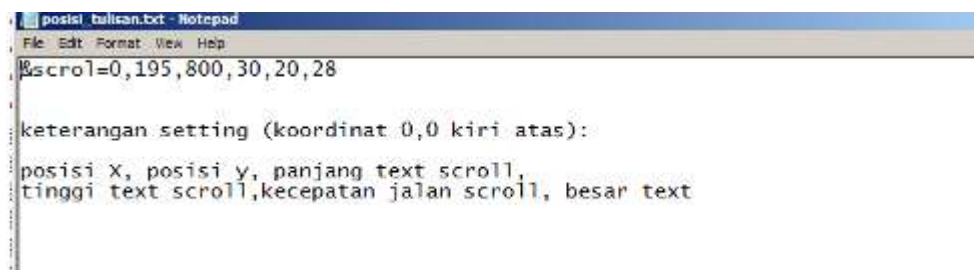 posisi_tulisan.txt - Notepad
File Edit Format View Help
&scrol=0,195,800,30,20,28
keterangan setting (koordinat 0,0 kiri atas):
posisi X, posisi y, panjang text scroll,
tinggi text scroll,kecepatan jalan scroll, besar text